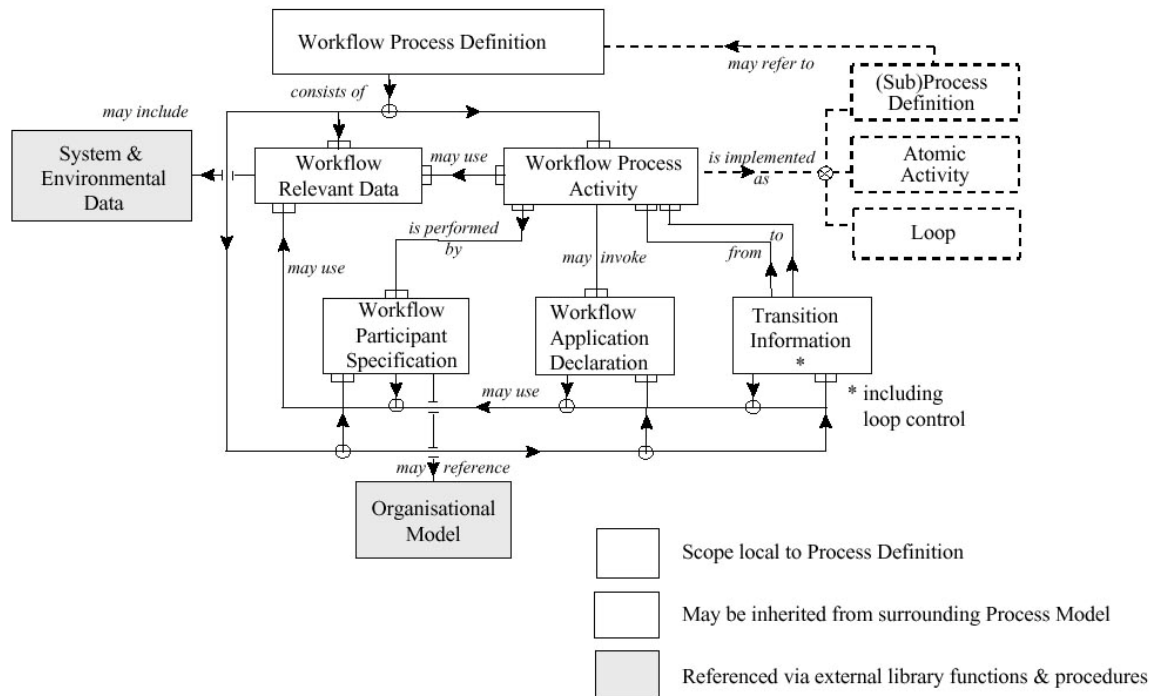 Workflow Process Definition
may refer to
consists of
(Sub)Process
Definition
may include
System &
Environmental
Data
Workflow
Relevant Data
may use
Workflow Process
Activity
is implemented
as
Atomic
Activity
Loop
is performed
by
may use
may invoke
from
to
Workflow
Participant
Specification
Workflow
Application
Declaration
Transition
Information
*
may use
* including
loop control
may reference
Organisational
Model
Scope local to Process Definition
May be inherited from surrounding Process Model
Referenced via external library functions & procedures